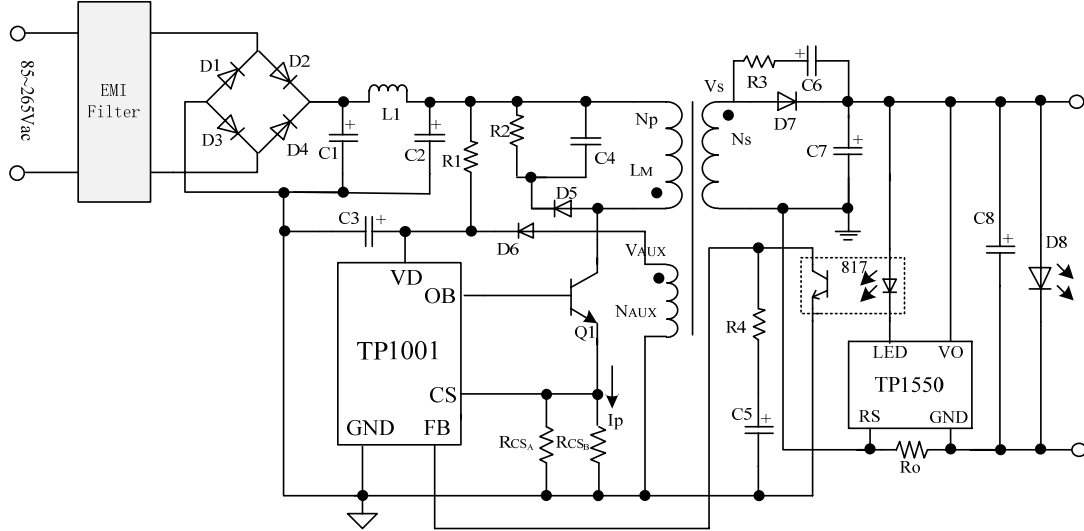 85~265Vac
EMI
Filter
D1
D2
D3
D4
C1
L1
C2
R1
R2
C4
Np
LM
D5
Vs
Ns
R3
C6
D7
C7
C3
D6
VAUX
NAUX
VD
OB
TP1001
CS
GND
FB
Q1
Ip
RCSA
RCSB
R4
C5
817
LED
VO
TP1550
RS
GND
Ro
C8
D8